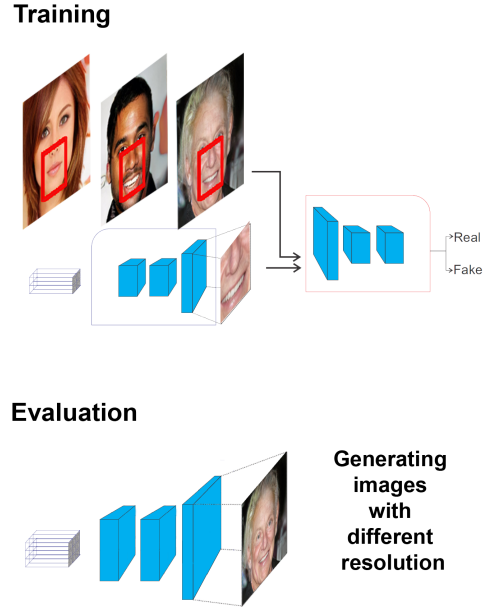 Training
Real
Fake
Evaluation
Generating
images
with
different
resolution